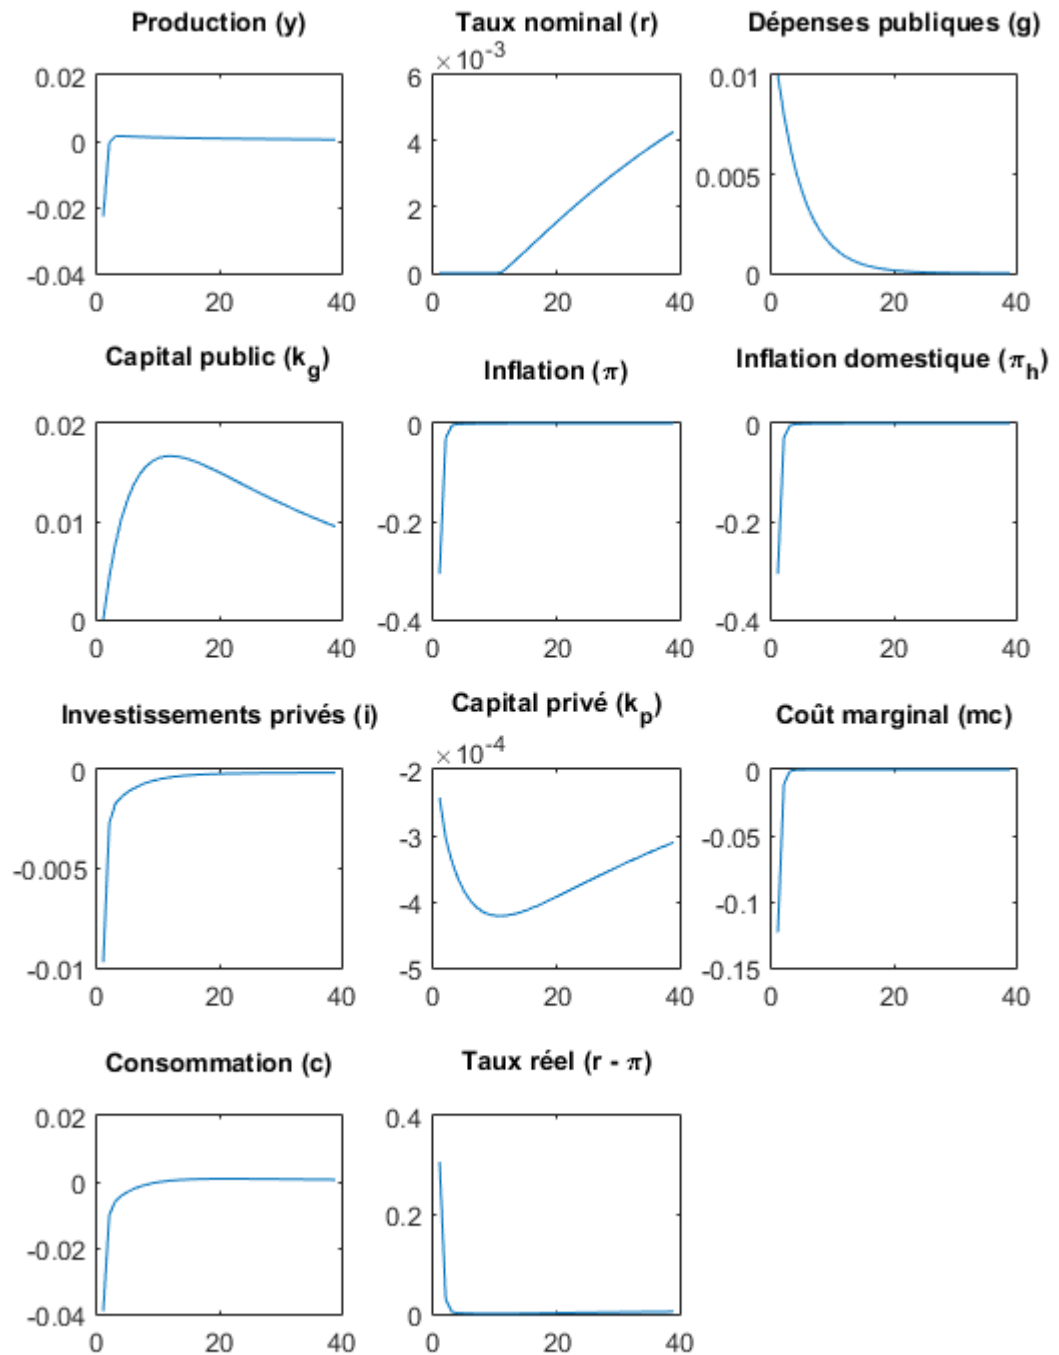 Production (y)
Taux nominal (r)
Dépenses publiques (g)
0.02
0
-0.02
-0.04
0 20 40
× 10^-3
6
4
2
0
0 20 40
0.01
0.005
0
0 20 40
Capital public (k_g)
Inflation (π)
Inflation domestique (π_h)
0.02
0.01
0
0 20 40
0
-0.2
-0.4
0 20 40
0
-0.2
-0.4
0 20 40
Investissements privés (i)
Capital privé (k_p)
Coût marginal (mc)
0
-0.005
-0.01
0 20 40
× 10^-4
-2
-3
-4
-5
0 20 40
0
-0.05
-0.1
-0.15
0 20 40
Consommation (c)
Taux réel (r - π)
0.02
0
-0.02
-0.04
0 20 40
0.4
0.2
0
0 20 40